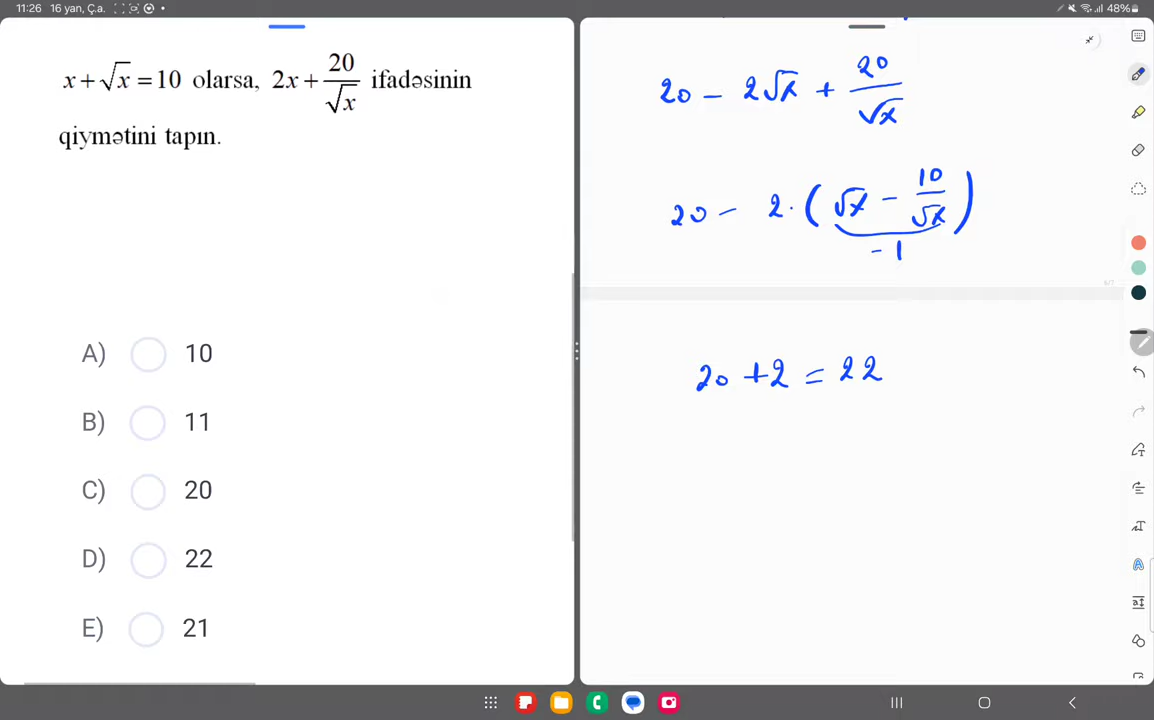 11:26 16 yan, Ç.a. 48%
x + √x = 10 olarsa, 2x + 20/√x ifadəsinin
qiymətini tapın.
A) 10
B) 11
C) 20
D) 22
E) 21
20 − 2√x + 20/√x
20 − 2·(√x − 10/√x)
−1
20 + 2 = 22